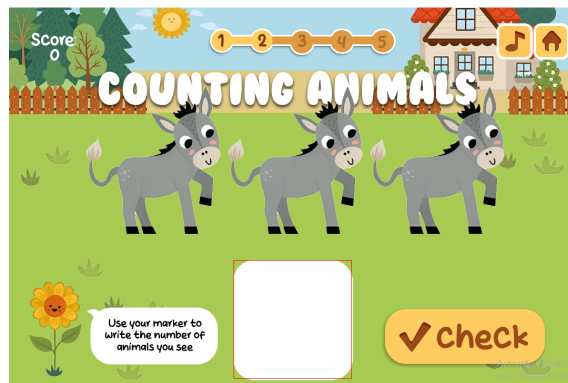 Score
0
1 2 3 4 5
COUNTING ANIMALS
Use your marker to
write the number of
animals you see
Check